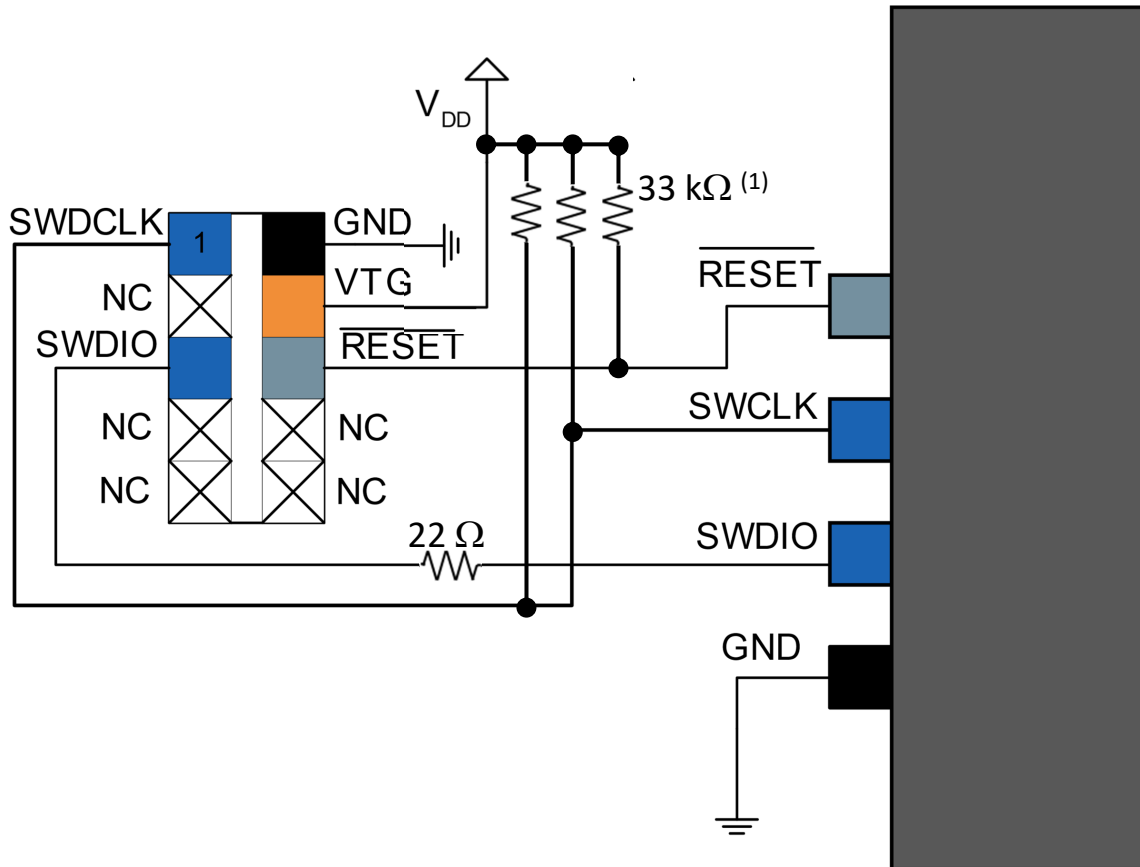 V DD
33 kΩ (1)
SWDCLK
1
GND
RESET
NC
VTG
SWDIO
RESET
NC
NC
SWCLK
NC
NC
22 Ω
SWDIO
GND